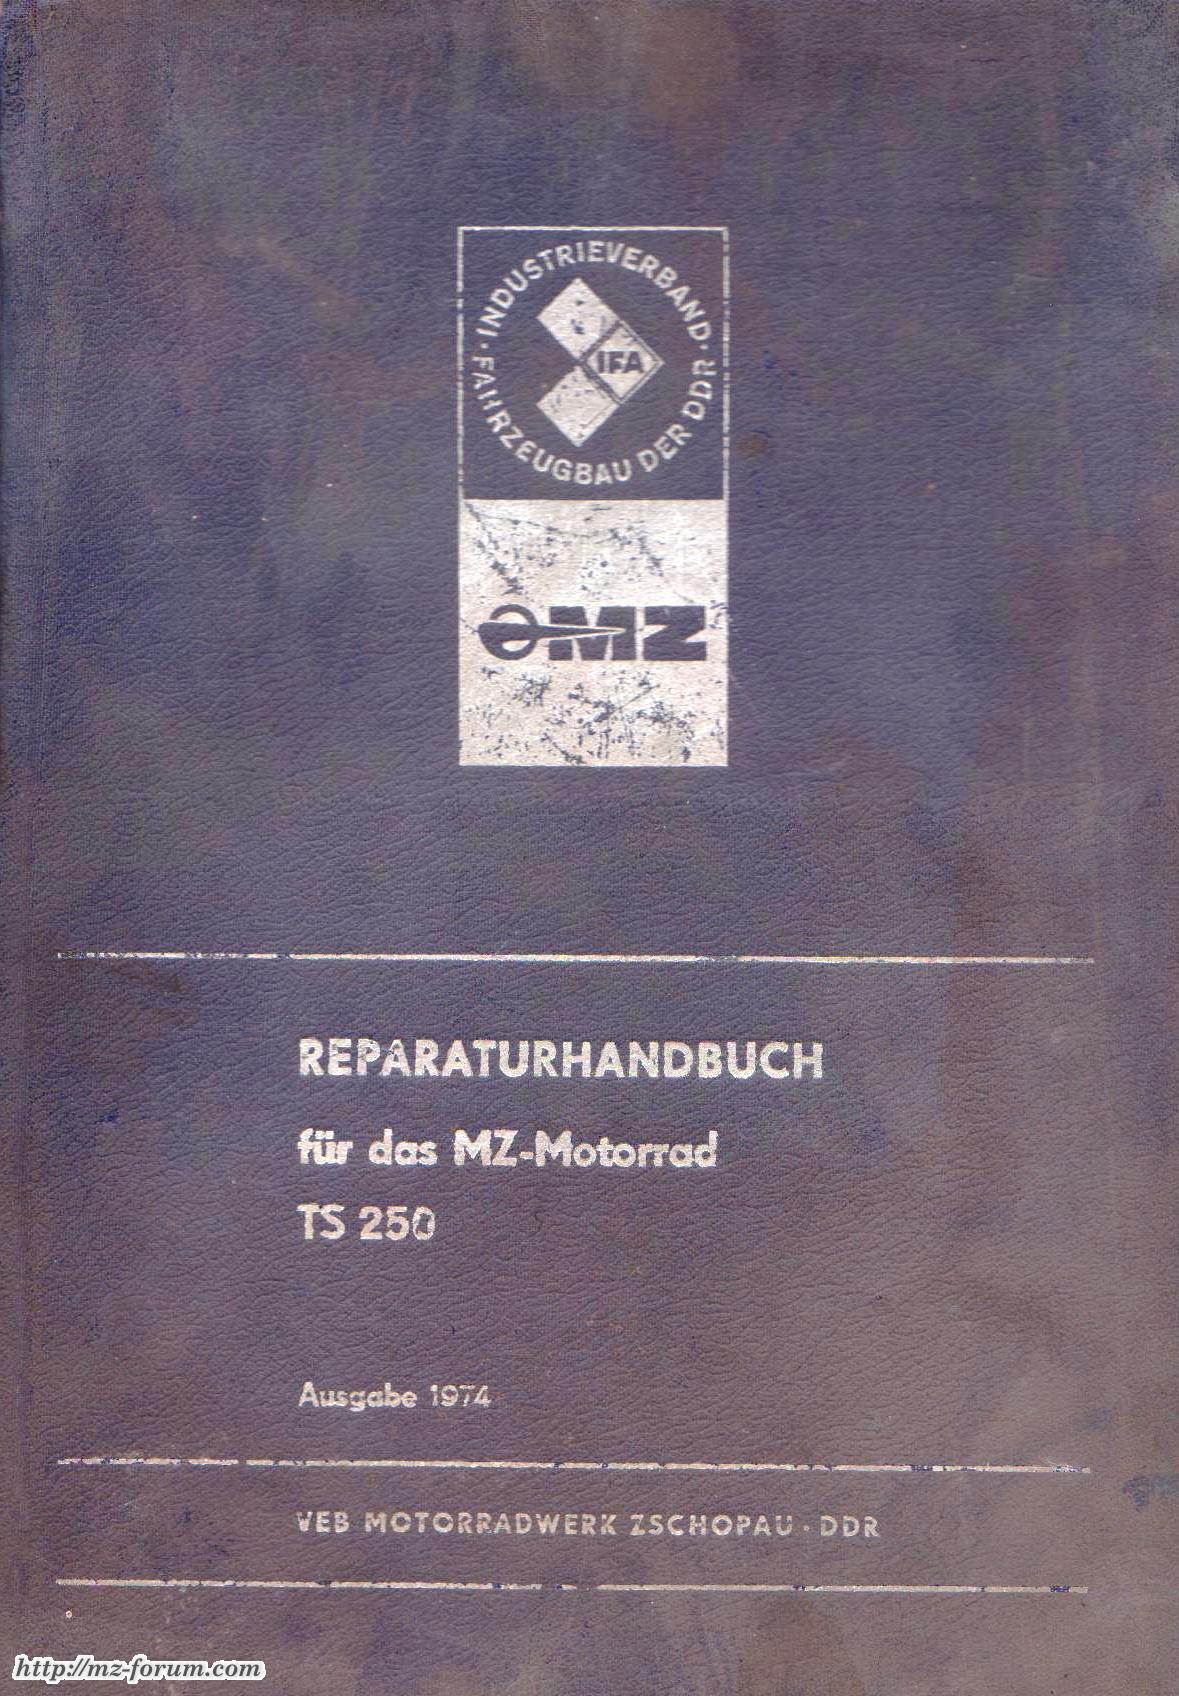 · INDUSTRIEVERBAND ·
FAHRZEUGBAU DER DDR
IFA
MZ
REPARATURHANDBUCH
für das MZ-Motorrad
TS 250
Ausgabe 1974
VEB MOTORRADWERK ZSCHOPAU · DDR
http://mz-forum.com